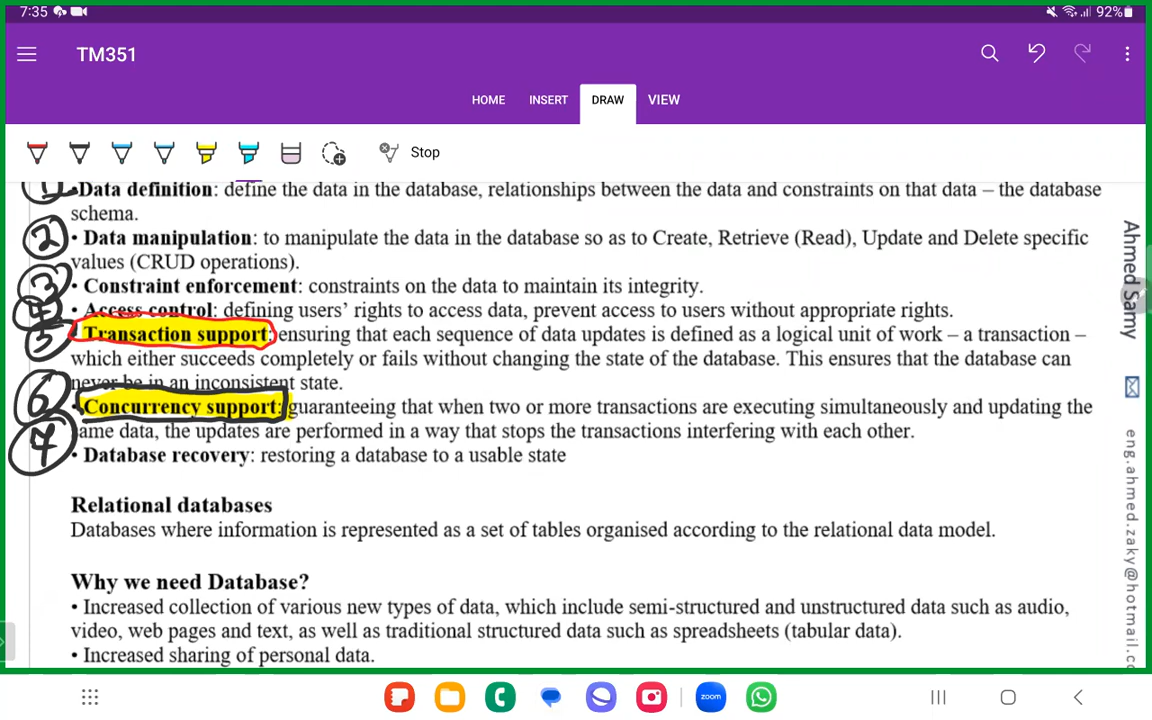 7:35
92%
TM351
HOME INSERT DRAW VIEW
Stop
1 •Data definition: define the data in the database, relationships between the data and constraints on that data – the database
schema.
2 • Data manipulation: to manipulate the data in the database so as to Create, Retrieve (Read), Update and Delete specific
values (CRUD operations).
3 • Constraint enforcement: constraints on the data to maintain its integrity.
4 • Access control: defining users' rights to access data, prevent access to users without appropriate rights.
5 • Transaction support: ensuring that each sequence of data updates is defined as a logical unit of work – a transaction –
which either succeeds completely or fails without changing the state of the database. This ensures that the database can
never be in an inconsistent state.
6 • Concurrency support: guaranteeing that when two or more transactions are executing simultaneously and updating the
same data, the updates are performed in a way that stops the transactions interfering with each other.
7 • Database recovery: restoring a database to a usable state
Relational databases
Databases where information is represented as a set of tables organised according to the relational data model.
Why we need Database?
• Increased collection of various new types of data, which include semi-structured and unstructured data such as audio,
video, web pages and text, as well as traditional structured data such as spreadsheets (tabular data).
• Increased sharing of personal data.
Ahmed Samy
eng.ahmed.zaky@hotmail.c
zoom